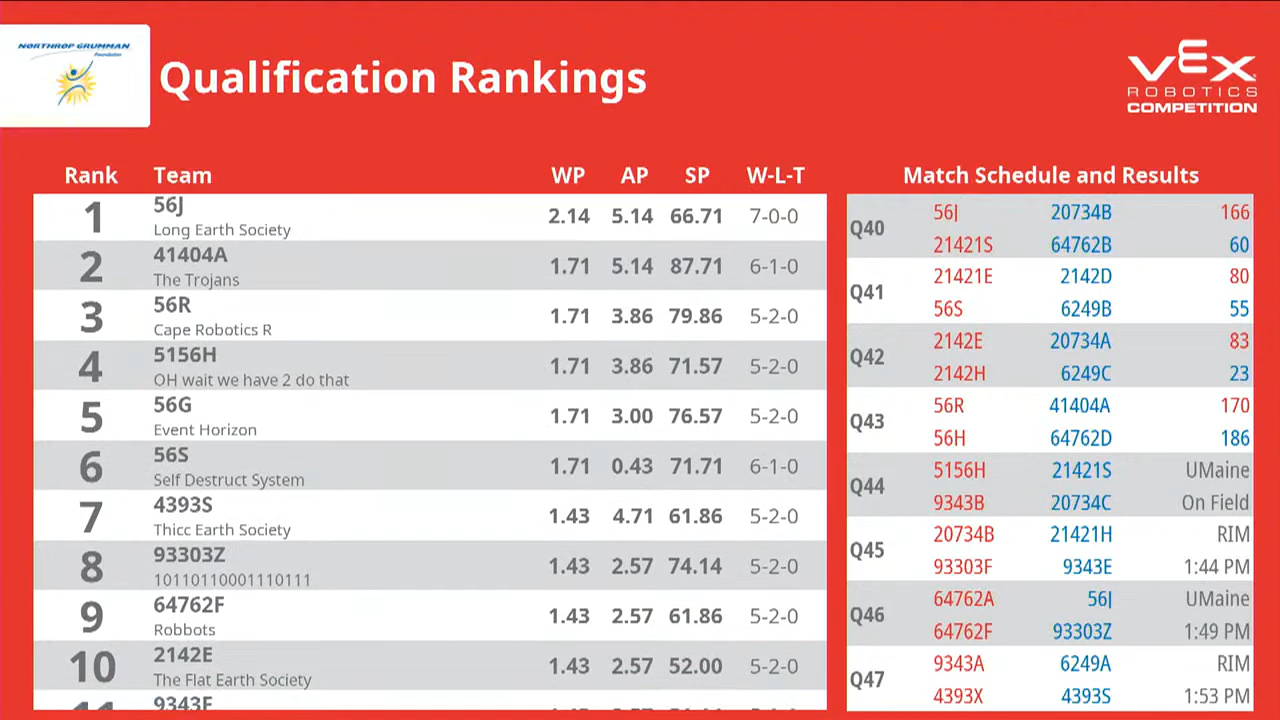 NORTHROP GRUMMAN
Foundation
Qualification Rankings
VEX
ROBOTICS
COMPETITION
Rank Team WP AP SP W-L-T
1 56J 2.14 5.14 66.71 7-0-0
Long Earth Society
2 41404A 1.71 5.14 87.71 6-1-0
The Trojans
3 56R 1.71 3.86 79.86 5-2-0
Cape Robotics R
4 5156H 1.71 3.86 71.57 5-2-0
OH wait we have 2 do that
5 56G 1.71 3.00 76.57 5-2-0
Event Horizon
6 56S 1.71 0.43 71.71 6-1-0
Self Destruct System
7 4393S 1.43 4.71 61.86 5-2-0
Thicc Earth Society
8 93303Z 1.43 2.57 74.14 5-2-0
10110110001110111
9 64762F 1.43 2.57 61.86 5-2-0
Robbots
10 2142E 1.43 2.57 52.00 5-2-0
The Flat Earth Society
11 9343F
Match Schedule and Results
Q40 56J 20734B 166
21421S 64762B 60
Q41 21421E 2142D 80
56S 6249B 55
Q42 2142E 20734A 83
2142H 6249C 23
Q43 56R 41404A 170
56H 64762D 186
Q44 5156H 21421S UMaine
9343B 20734C On Field
Q45 20734B 21421H RIM
93303F 9343E 1:44 PM
Q46 64762A 56J UMaine
64762F 93303Z 1:49 PM
Q47 9343A 6249A RIM
4393X 4393S 1:53 PM